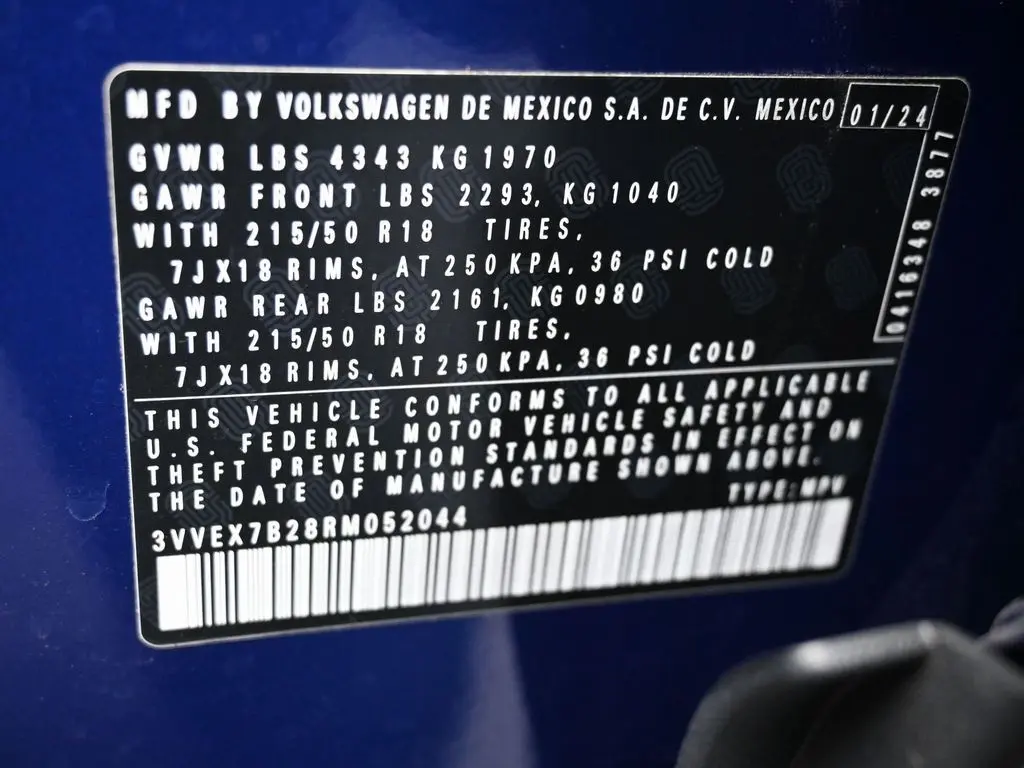 MFD BY VOLKSWAGEN DE MEXICO S.A. DE C.V. MEXICO 01/24
GVWR LBS 4343 KG 1970
GAWR FRONT LBS 2293, KG 1040
WITH 215/50 R18 TIRES,
7JX18 RIMS, AT 250 KPA, 36 PSI COLD
GAWR REAR LBS 2161, KG 0980
WITH 215/50 R18 TIRES,
7JX18 RIMS, AT 250 KPA, 36 PSI COLD
0416348 3877
THIS VEHICLE CONFORMS TO ALL APPLICABLE
U.S. FEDERAL MOTOR VEHICLE SAFETY AND
THEFT PREVENTION STANDARDS IN EFFECT ON
THE DATE OF MANUFACTURE SHOWN ABOVE.
TYPE: MPV
3VVEX7B28RM052044